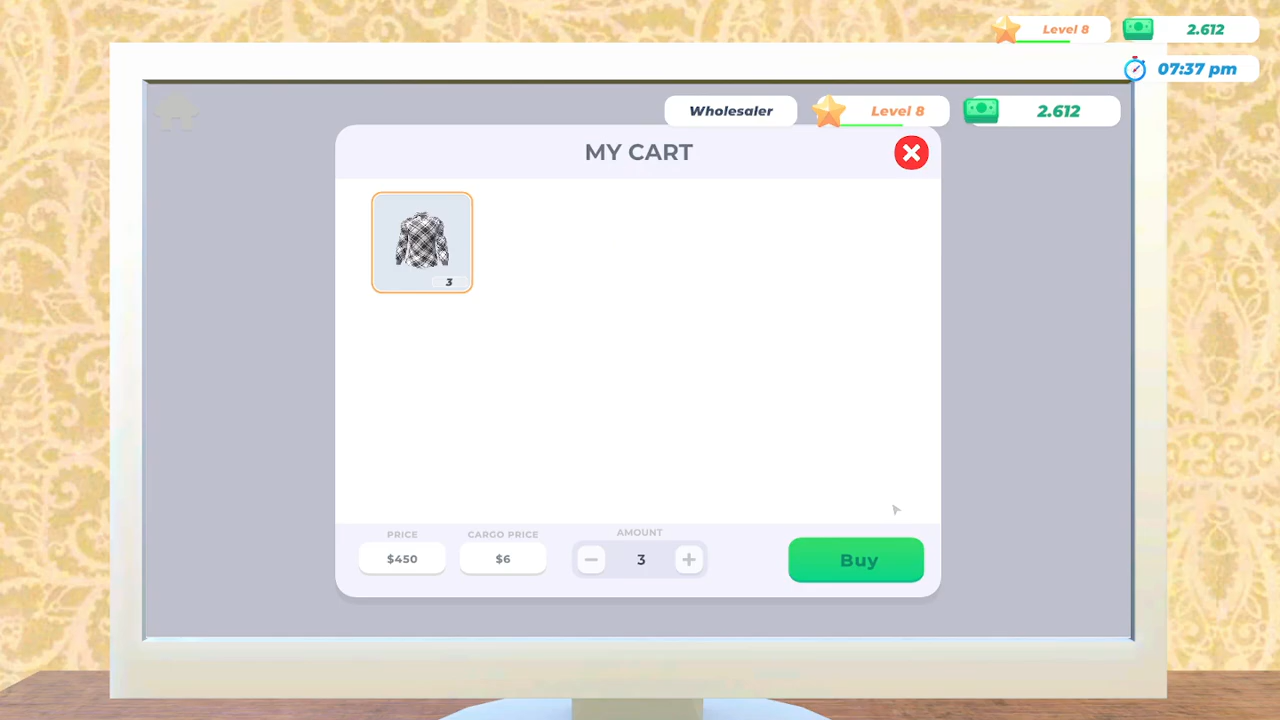 Level 8
2.612
07:37 pm
Wholesaler
Level 8
2.612
MY CART
3
PRICE
CARGO PRICE
AMOUNT
$450
$6
3
Buy